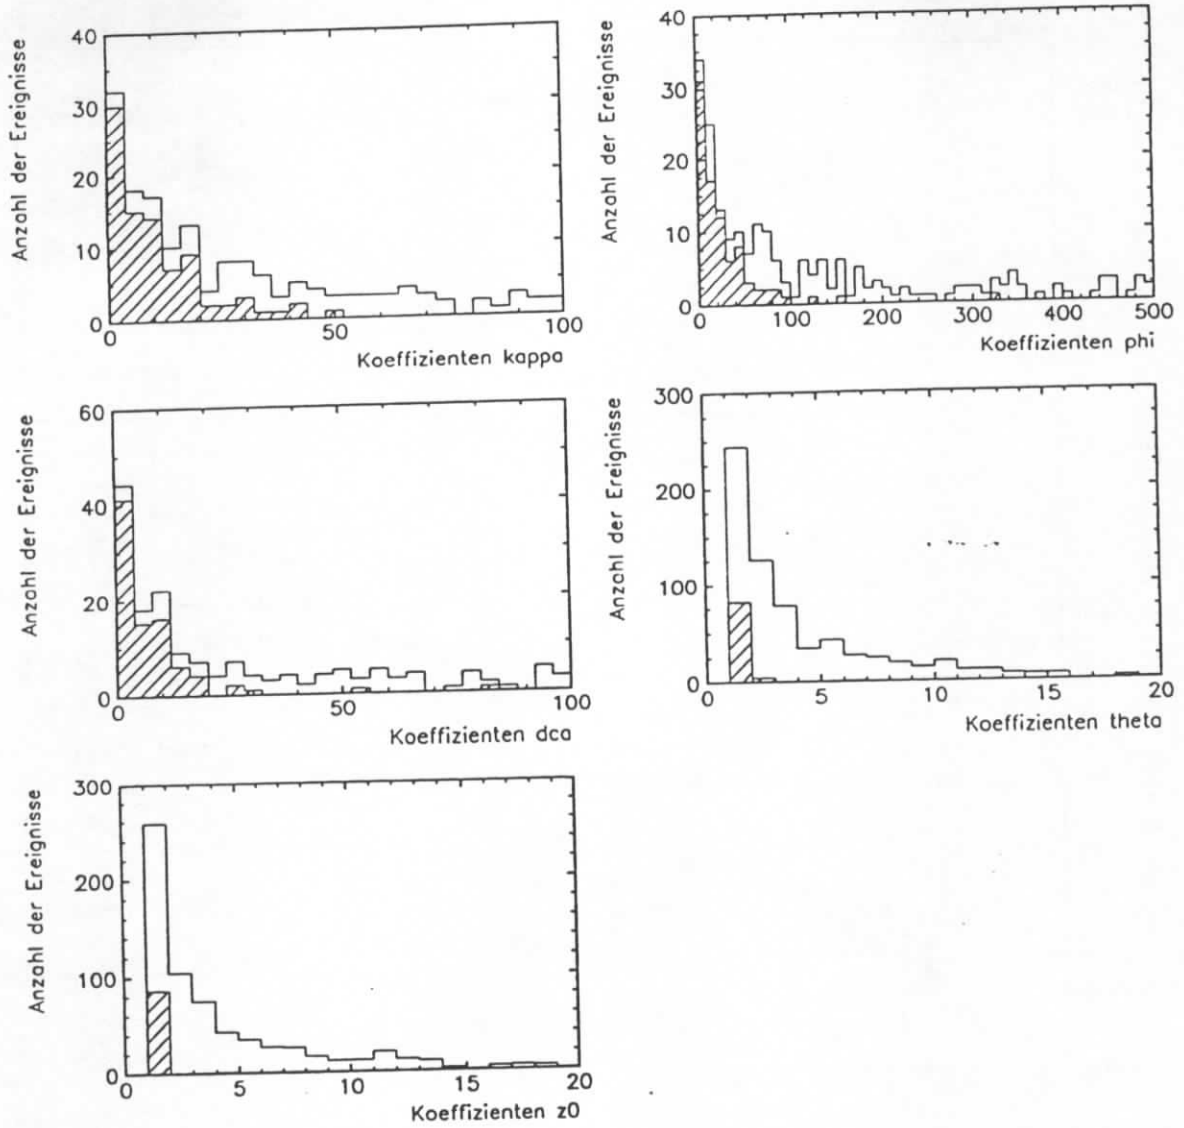 40
30
20
10
0
Anzahl der Ereignisse
0 50 100
Koeffizienten kappa
40
30
20
10
0
Anzahl der Ereignisse
0 100 200 300 400 500
Koeffizienten phi
60
40
20
0
Anzahl der Ereignisse
0 50 100
Koeffizienten dca
300
200
100
0
Anzahl der Ereignisse
0 5 10 15 20
Koeffizienten theta
300
200
100
0
Anzahl der Ereignisse
0 5 10 15 20
Koeffizienten z0